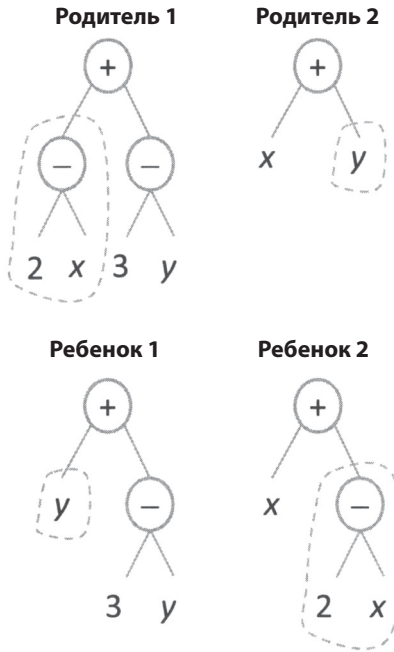 Родитель 1 Родитель 2
+ +
– – x y
2 x 3 y
Ребенок 1 Ребенок 2
+ +
y – x –
3 y 2 x